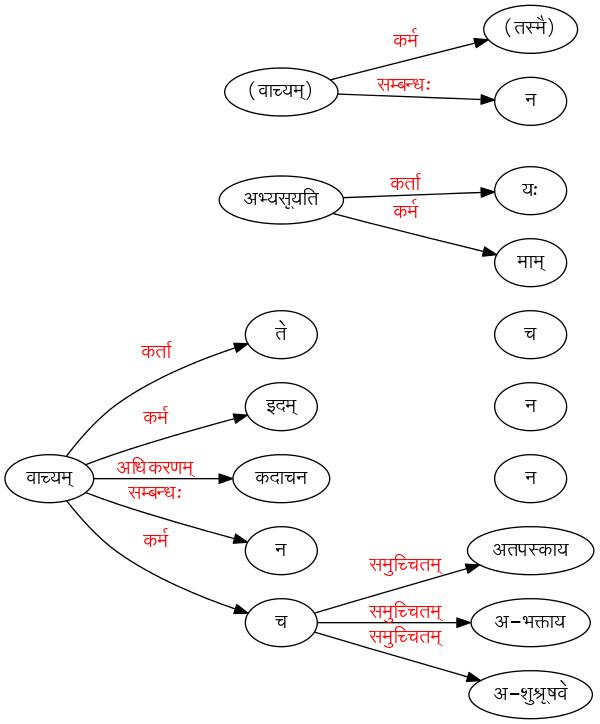 (तस्मै)
कर्म
सम्बन्धः
(वाच्यम्)
न
कर्ता
यः
अभ्यसूयति
कर्म
माम्
ते
च
कर्ता
इदम्
न
कर्म
अधिकरणम्
वाच्यम्
कदाचन
न
सम्बन्धः
कर्म
न
अतपस्काय
समुच्चितम्
च
समुच्चितम्
अ-भक्ताय
समुच्चितम्
अ-शुश्रूषवे